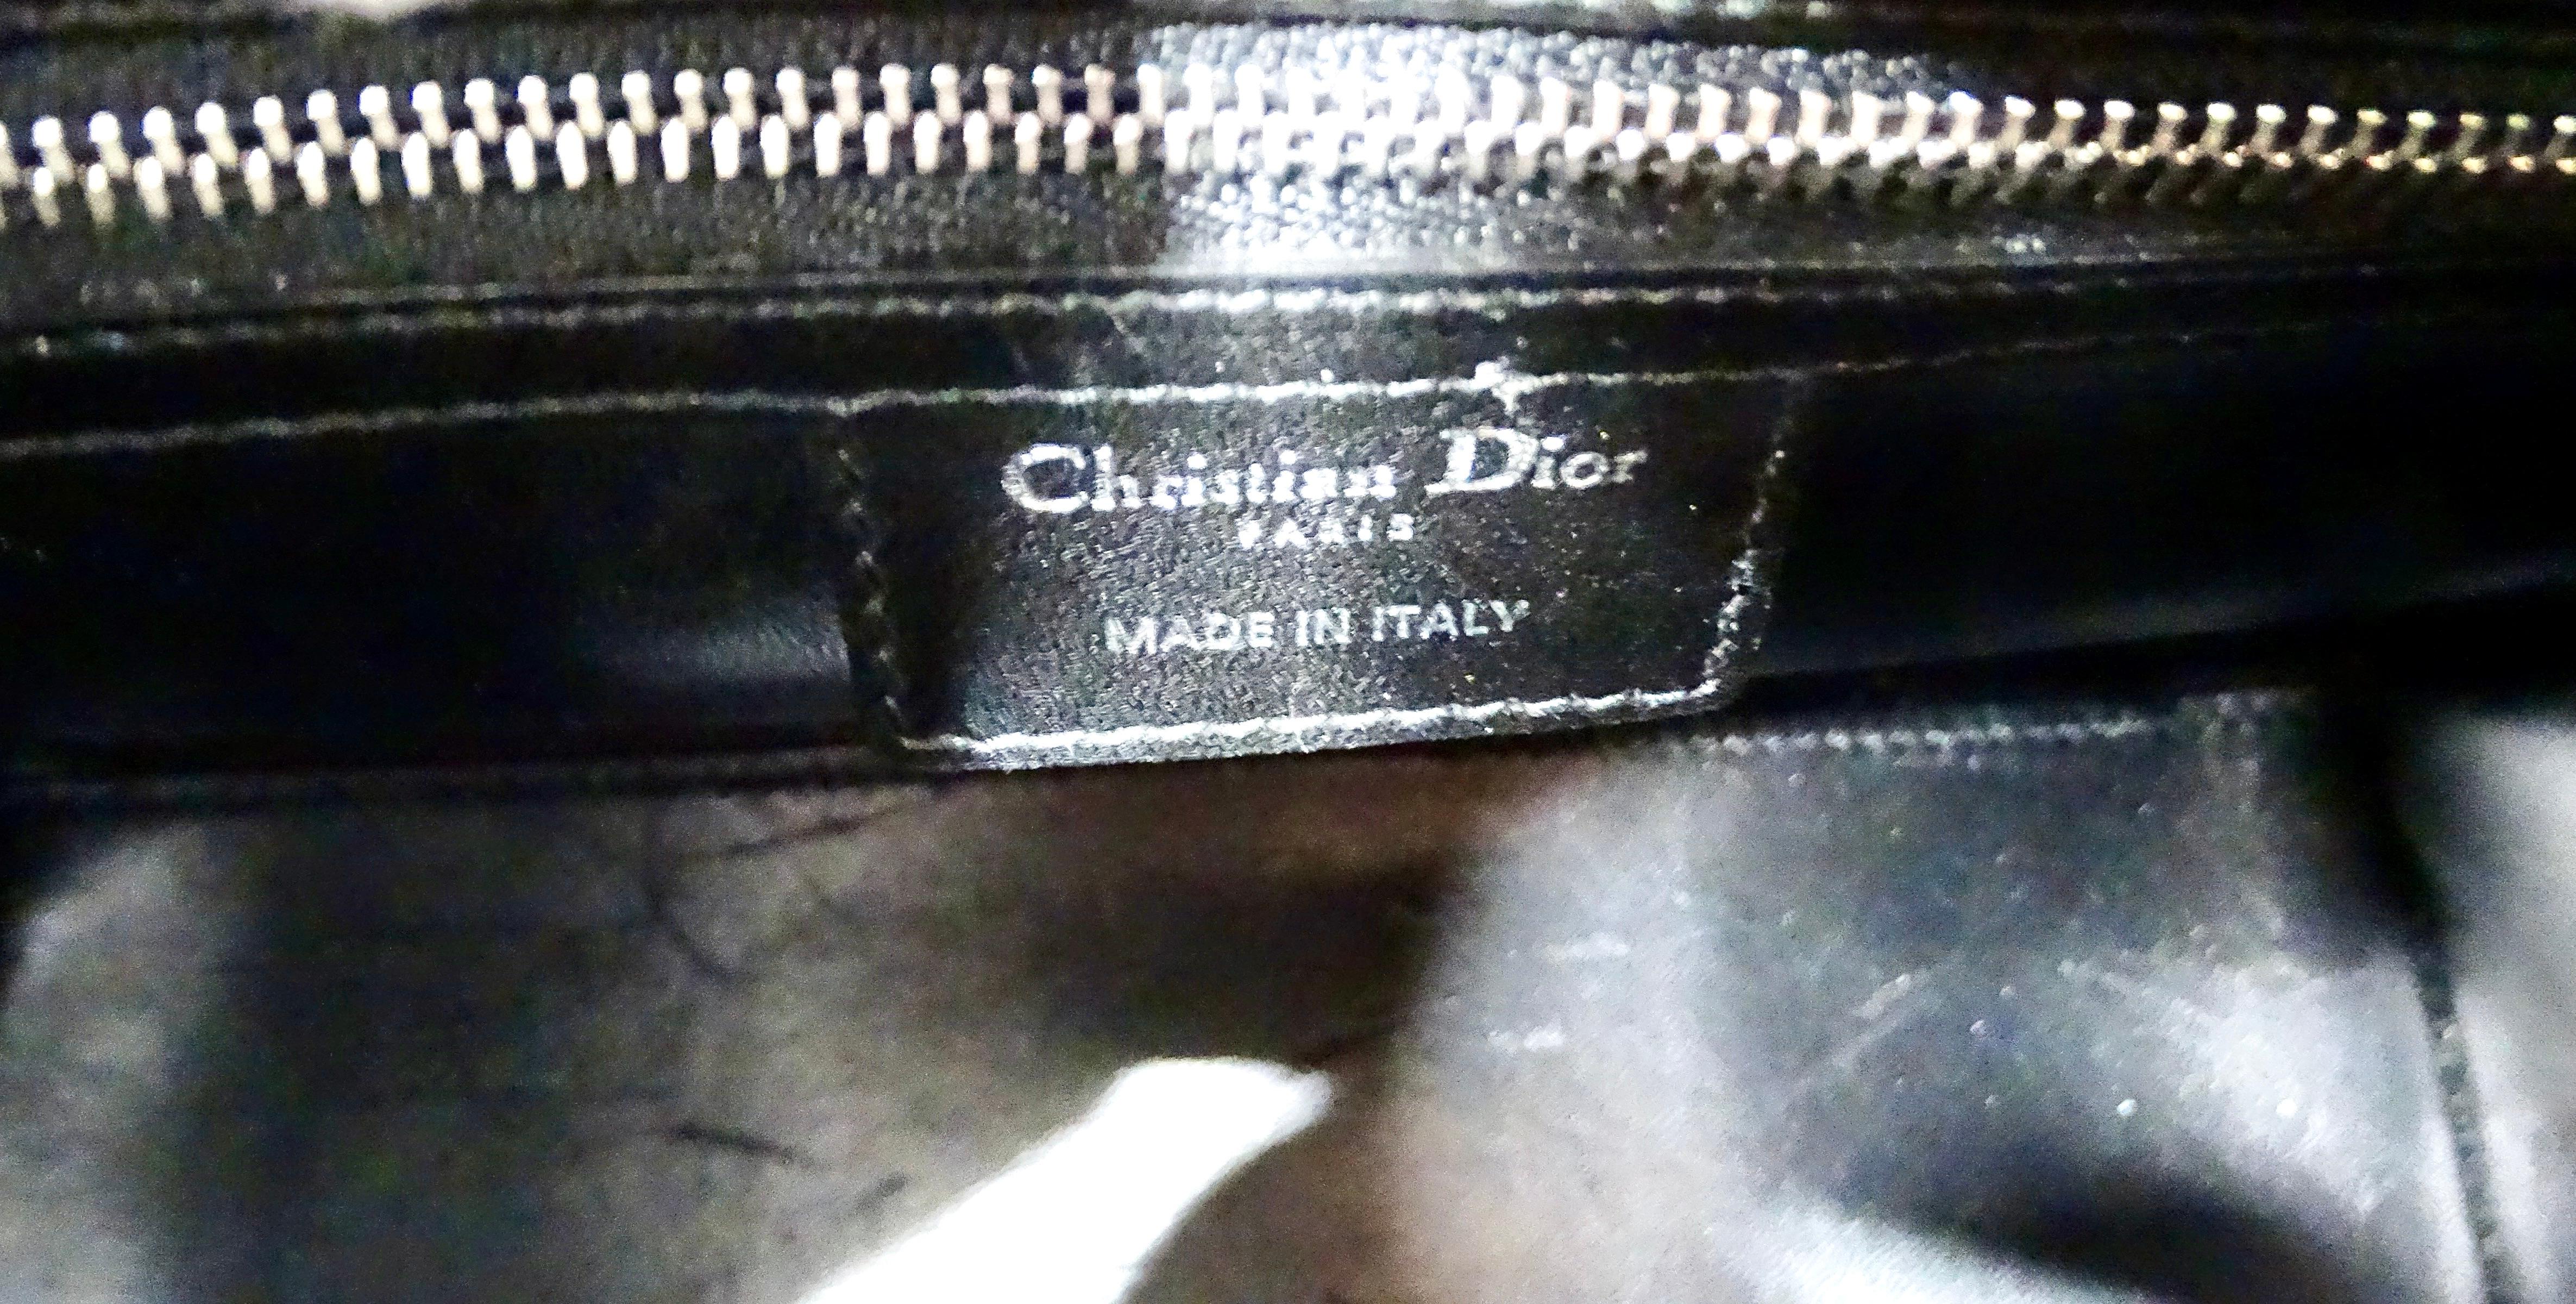 Christian Dior
PARIS
MADE IN ITALY